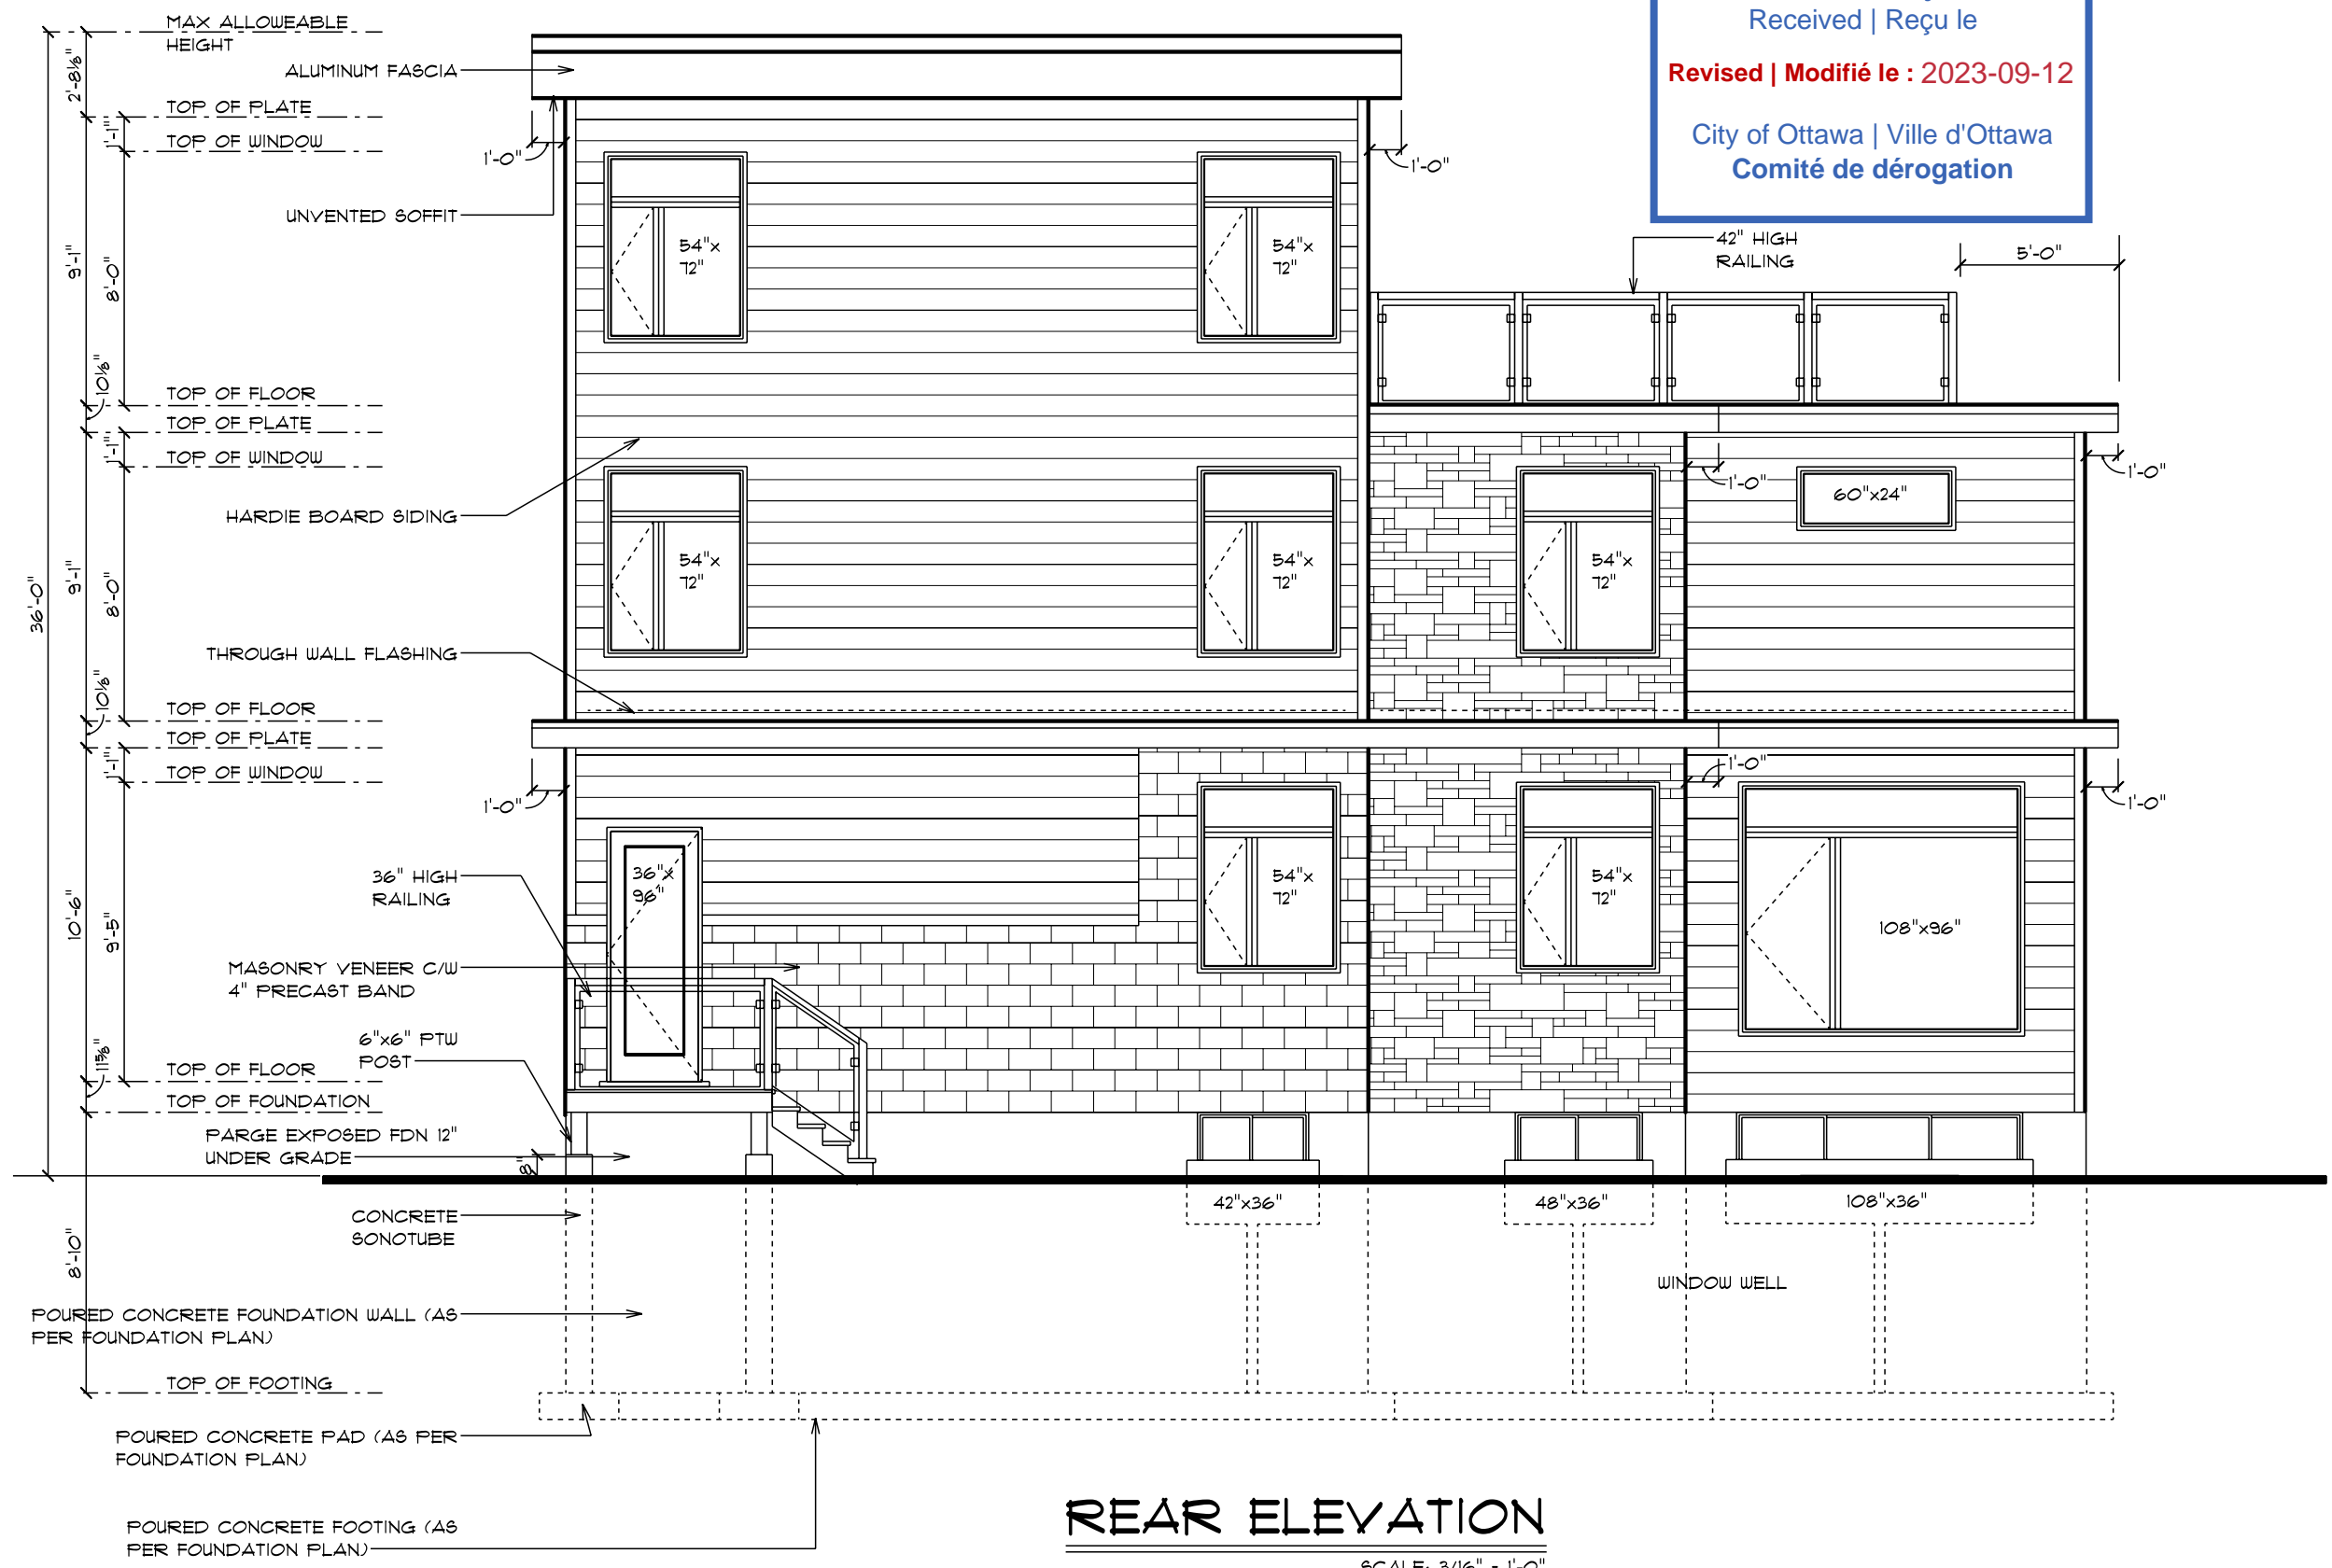 Received | Reçu le
Revised | Modifié le : 2023-09-12
City of Ottawa | Ville d'Ottawa
Comité de dérogation
MAX ALLOWEABLE
HEIGHT
ALUMINUM FASCIA
TOP OF PLATE
TOP OF WINDOW
UNVENTED SOFFIT
2'-8⅛"
1'-1"
9'-1"
8'-0"
10⅛"
36'-0"
1'-0"
1'-0"
54"x
72"
54"x
72"
42" HIGH
RAILING
5'-0"
TOP OF FLOOR
TOP OF PLATE
TOP OF WINDOW
1'-1"
9'-1"
8'-0"
10⅛"
HARDIE BOARD SIDING
THROUGH WALL FLASHING
54"x
72"
54"x
72"
54"x
72"
1'-0"
60"x24"
1'-0"
TOP OF FLOOR
TOP OF PLATE
TOP OF WINDOW
1'-1"
10'-6"
9'-5"
1'-0"
1'-0"
1'-0"
36"x
96"
54"x
72"
54"x
72"
108"x96"
36" HIGH
RAILING
MASONRY VENEER C/W
4" PRECAST BAND
6"x6" PTW
POST
TOP OF FLOOR
TOP OF FOUNDATION
11⅝"
PARGE EXPOSED FDN 12"
UNDER GRADE
8"
42"x36"
48"x36"
108"x36"
CONCRETE
SONOTUBE
8'-10"
WINDOW WELL
POURED CONCRETE FOUNDATION WALL (AS
PER FOUNDATION PLAN)
TOP OF FOOTING
POURED CONCRETE PAD (AS PER
FOUNDATION PLAN)
POURED CONCRETE FOOTING (AS
PER FOUNDATION PLAN)
REAR ELEVATION
SCALE: 3/16" = 1'-0"